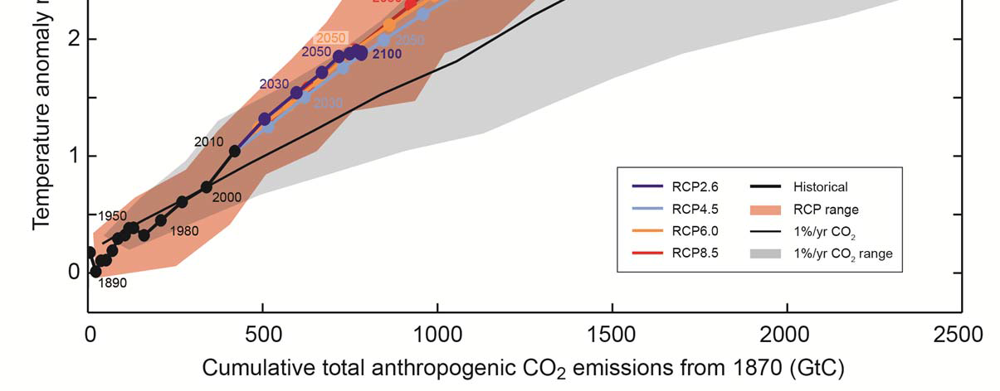 Temperature anomaly
2
1
0
2050
2050
2050
2100
2030
2030
2010
2000
1950
1980
1890
RCP2.6
RCP4.5
RCP6.0
RCP8.5
Historical
RCP range
1%/yr CO2
1%/yr CO2 range
0 500 1000 1500 2000 2500
Cumulative total anthropogenic CO2 emissions from 1870 (GtC)